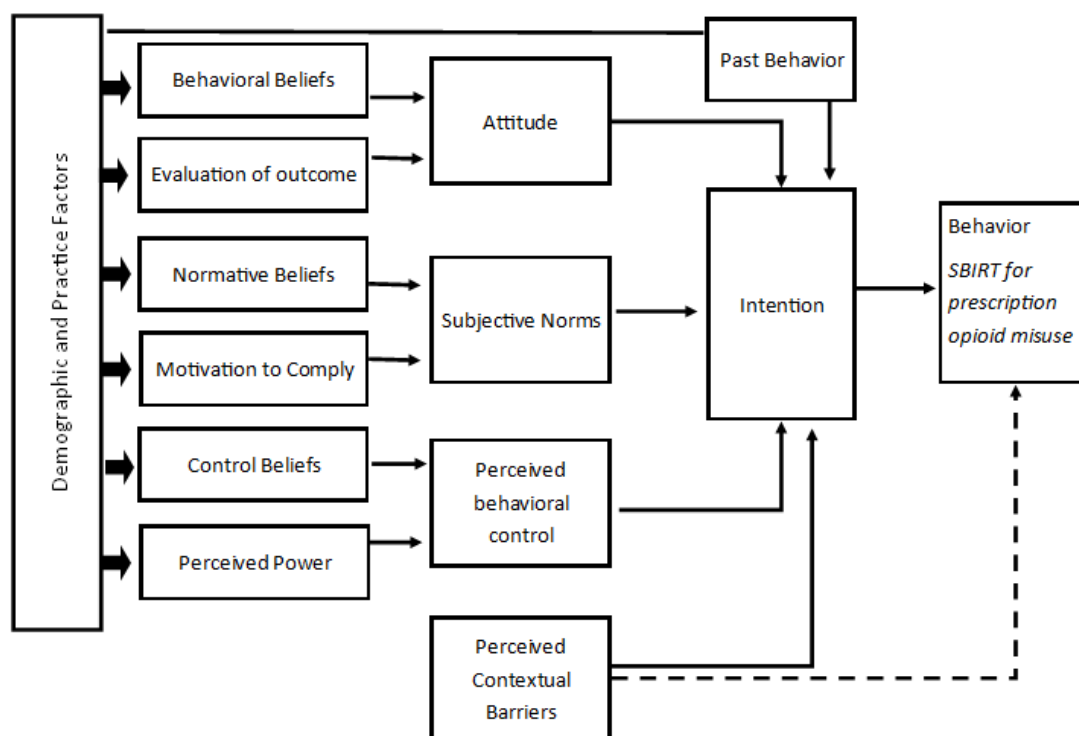 Demographic and Practice Factors
Past Behavior
Behavioral Beliefs
Attitude
Evaluation of outcome
Normative Beliefs
Subjective Norms
Motivation to Comply
Control Beliefs
Perceived
behavioral
control
Perceived Power
Perceived
Contextual
Barriers
Intention
Behavior
SBIRT for
prescription
opioid misuse